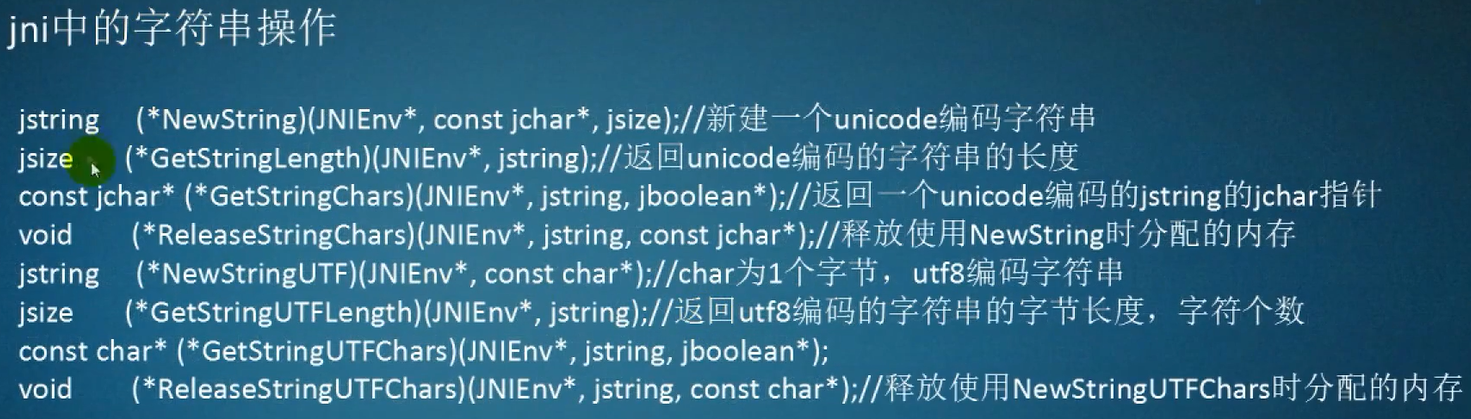 jni中的字符串操作
jstring (*NewString)(JNIEnv*, const jchar*, jsize);//新建一个unicode编码字符串
jsize (*GetStringLength)(JNIEnv*, jstring);//返回unicode编码的字符串的长度
const jchar* (*GetStringChars)(JNIEnv*, jstring, jboolean*);//返回一个unicode编码的jstring的jchar指针
void (*ReleaseStringChars)(JNIEnv*, jstring, const jchar*);//释放使用NewString时分配的内存
jstring (*NewStringUTF)(JNIEnv*, const char*);//char为1个字节，utf8编码字符串
jsize (*GetStringUTFLength)(JNIEnv*, jstring);//返回utf8编码的字符串的字节长度，字符个数
const char* (*GetStringUTFChars)(JNIEnv*, jstring, jboolean*);
void (*ReleaseStringUTFChars)(JNIEnv*, jstring, const char*);//释放使用NewStringUTFChars时分配的内存